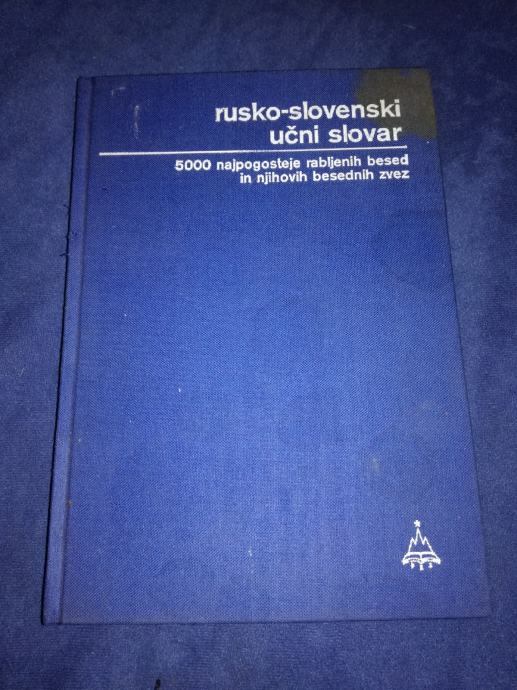 rusko-slovenski
učni slovar
5000 najpogosteje rabljenih besed
in njihovih besednih zvez